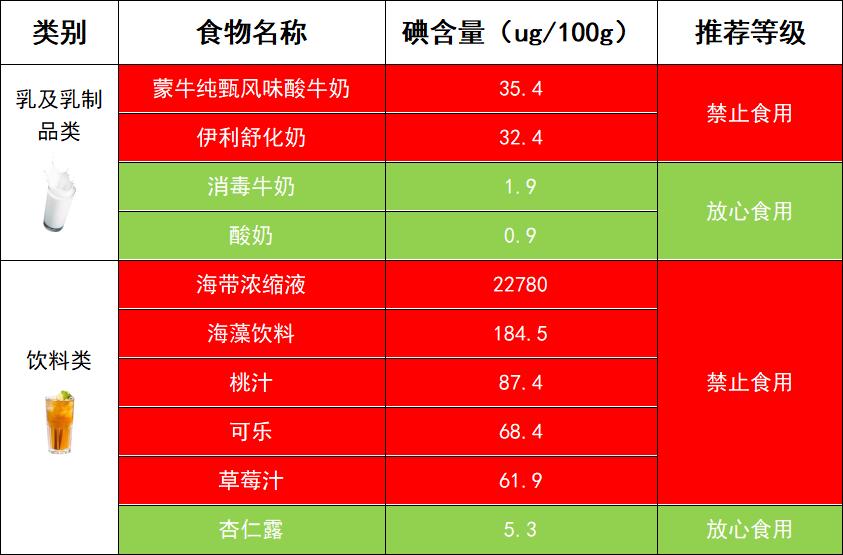 类别 食物名称 碘含量（ug/100g） 推荐等级
乳及乳制
品类
蒙牛纯甄风味酸牛奶 35.4
伊利舒化奶 32.4
禁止食用
消毒牛奶 1.9
酸奶 0.9
放心食用
饮料类
海带浓缩液 22780
海藻饮料 184.5
桃汁 87.4
可乐 68.4
草莓汁 61.9
禁止食用
杏仁露 5.3 放心食用